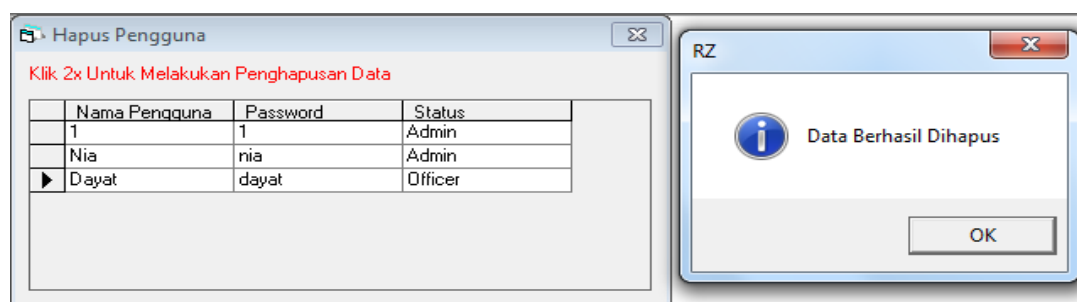 Hapus Pengguna
Klik 2x Untuk Melakukan Penghapusan Data
Nama Pengguna Password Status
1 1 Admin
Nia nia Admin
Dayat dayat Officer
RZ
Data Berhasil Dihapus
OK